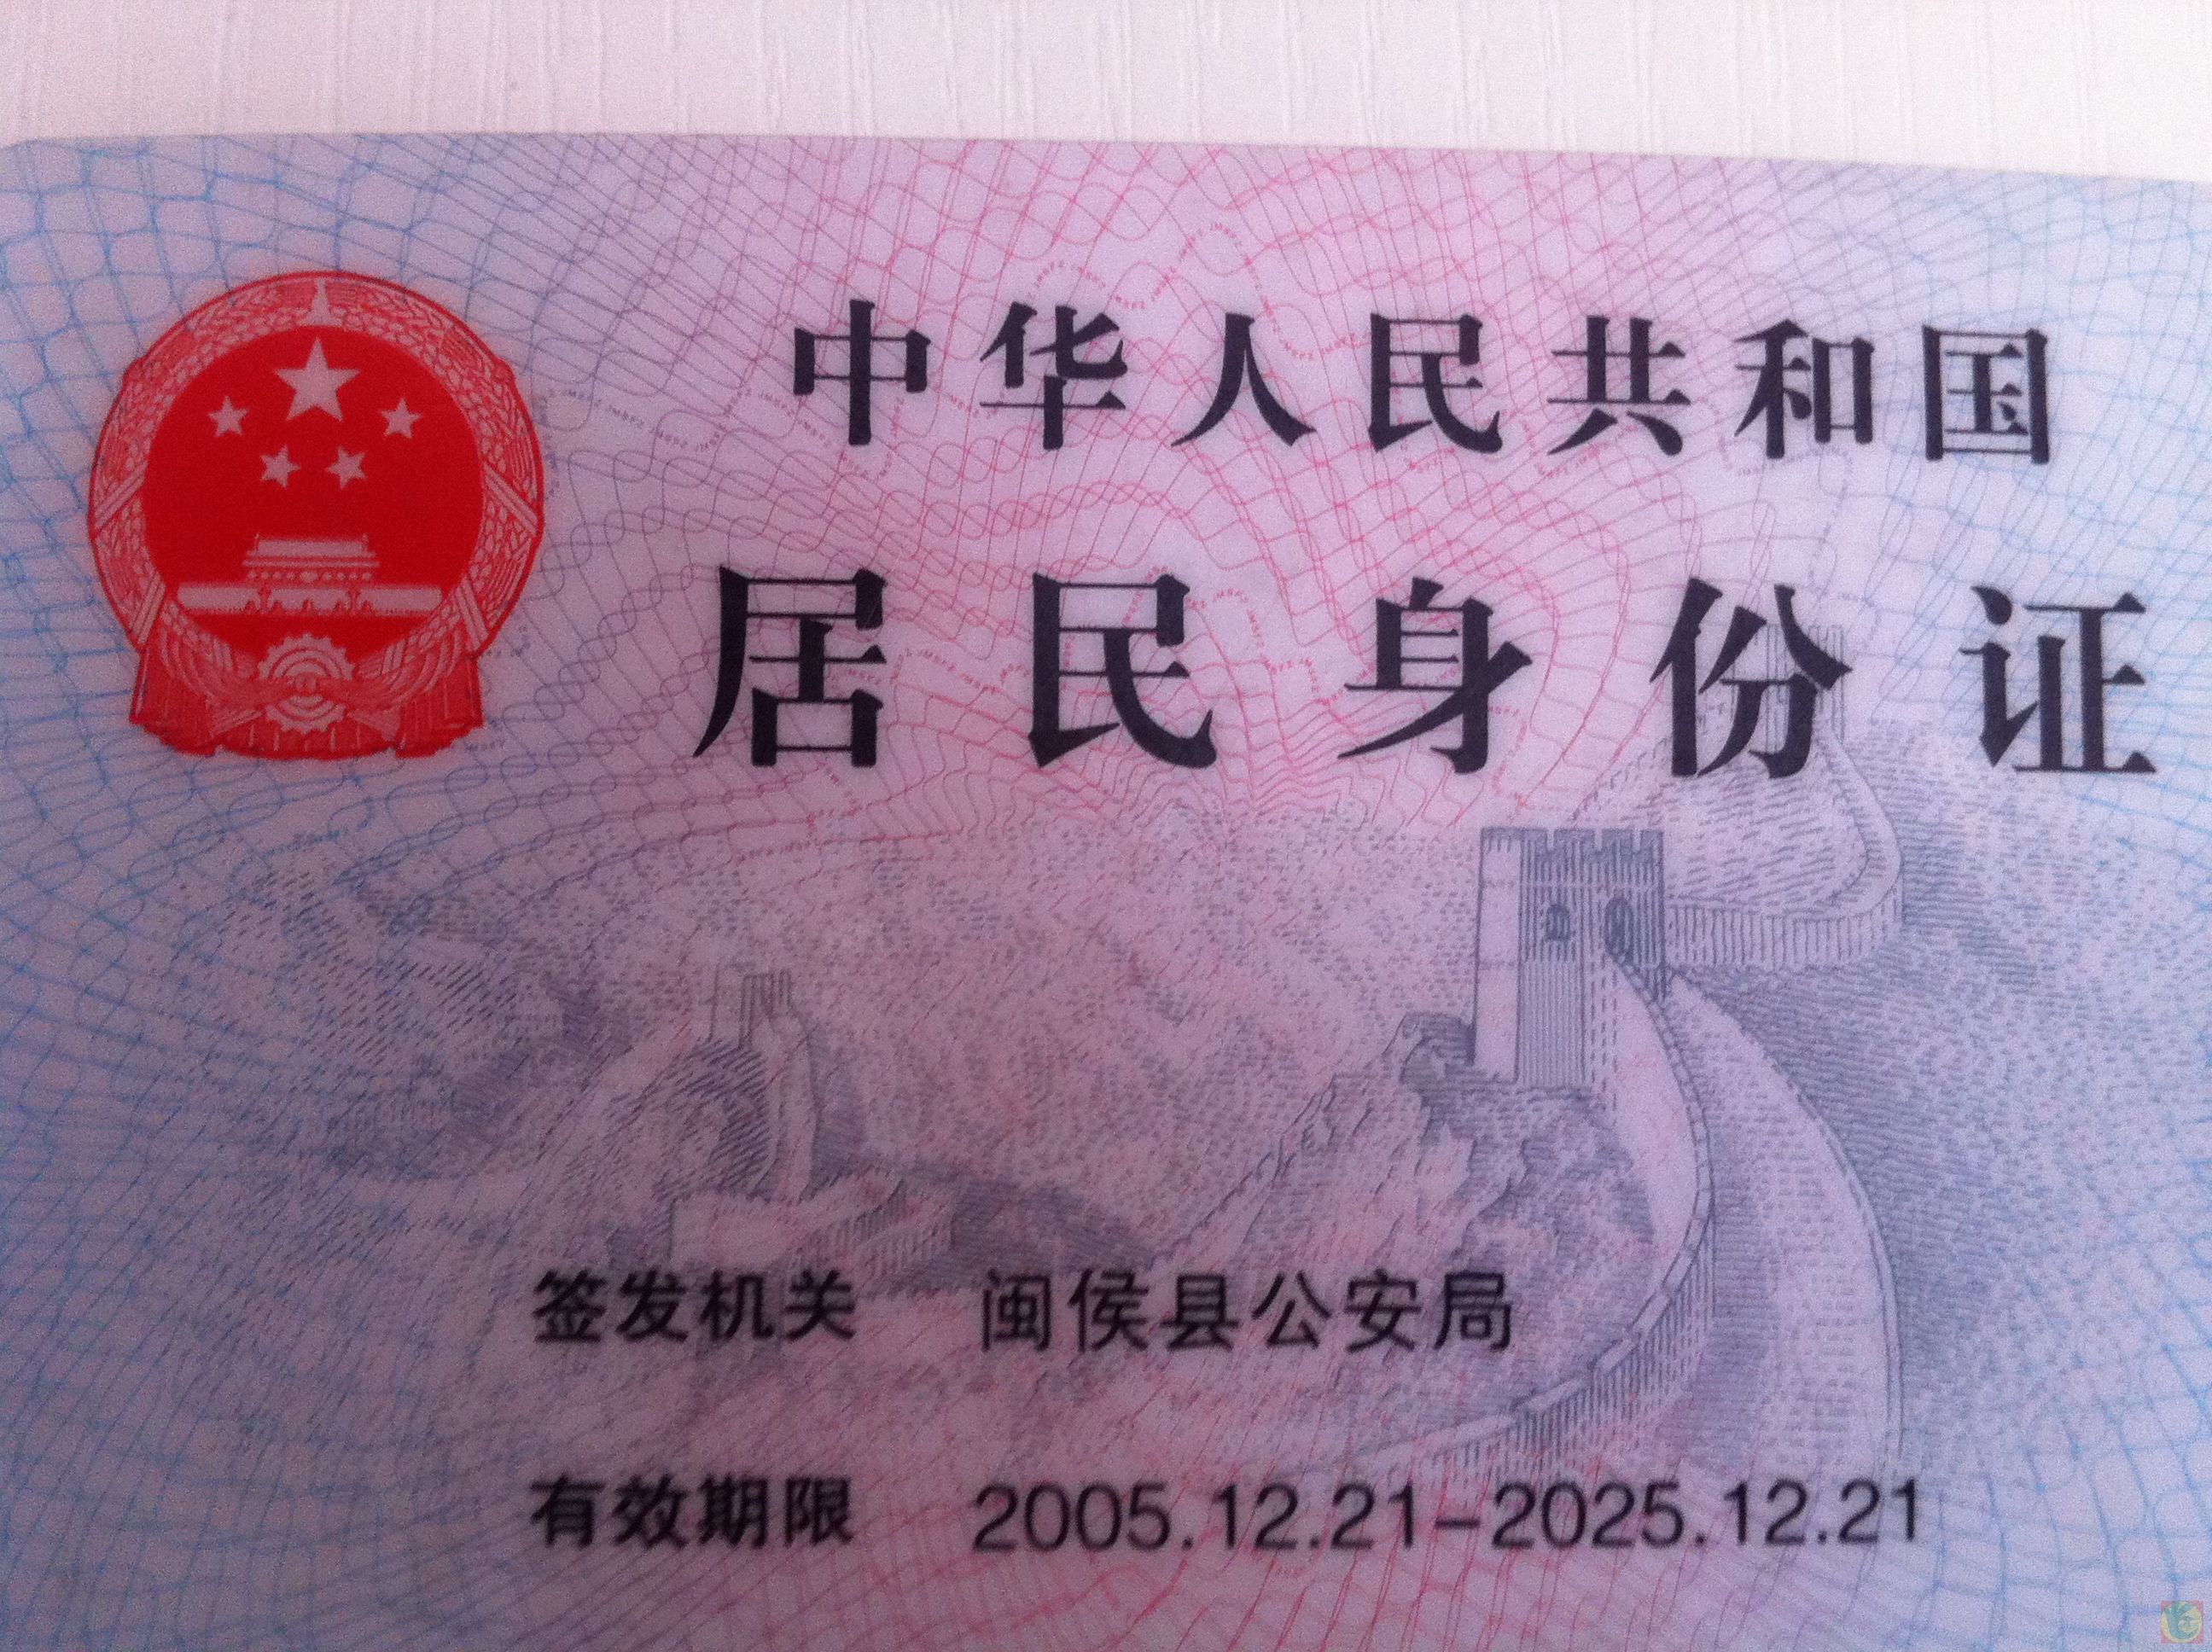 中华人民共和国
居民身份证
签发机关 闽侯县公安局
有效期限 2005.12.21-2025.12.21